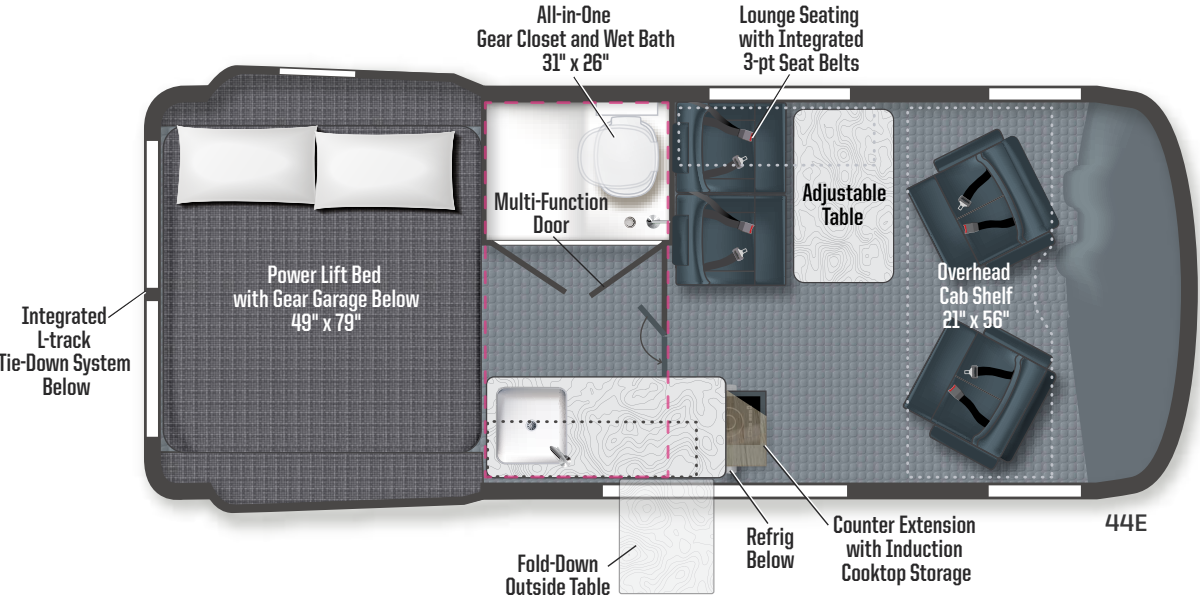 All-in-One
Gear Closet and Wet Bath
31" x 26"
Lounge Seating
with Integrated
3-pt Seat Belts
Multi-Function
Door
Adjustable
Table
Power Lift Bed
with Gear Garage Below
49" x 79"
Overhead
Cab Shelf
21" x 56"
Integrated
L-track
Tie-Down System
Below
Fold-Down
Outside Table
Refrig
Below
Counter Extension
with Induction
Cooktop Storage
44E